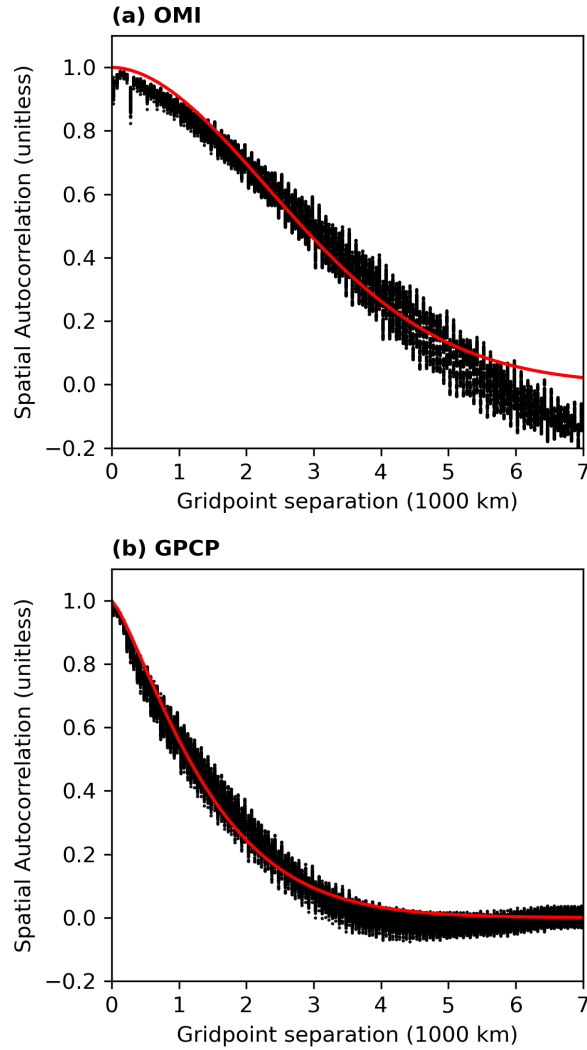 (a) OMI
1.0
0.8
0.6
0.4
0.2
0.0
−0.2
Spatial Autocorrelation (unitless)
0 1 2 3 4 5 6 7
Gridpoint separation (1000 km)
(b) GPCP
1.0
0.8
0.6
0.4
0.2
0.0
−0.2
Spatial Autocorrelation (unitless)
0 1 2 3 4 5 6 7
Gridpoint separation (1000 km)